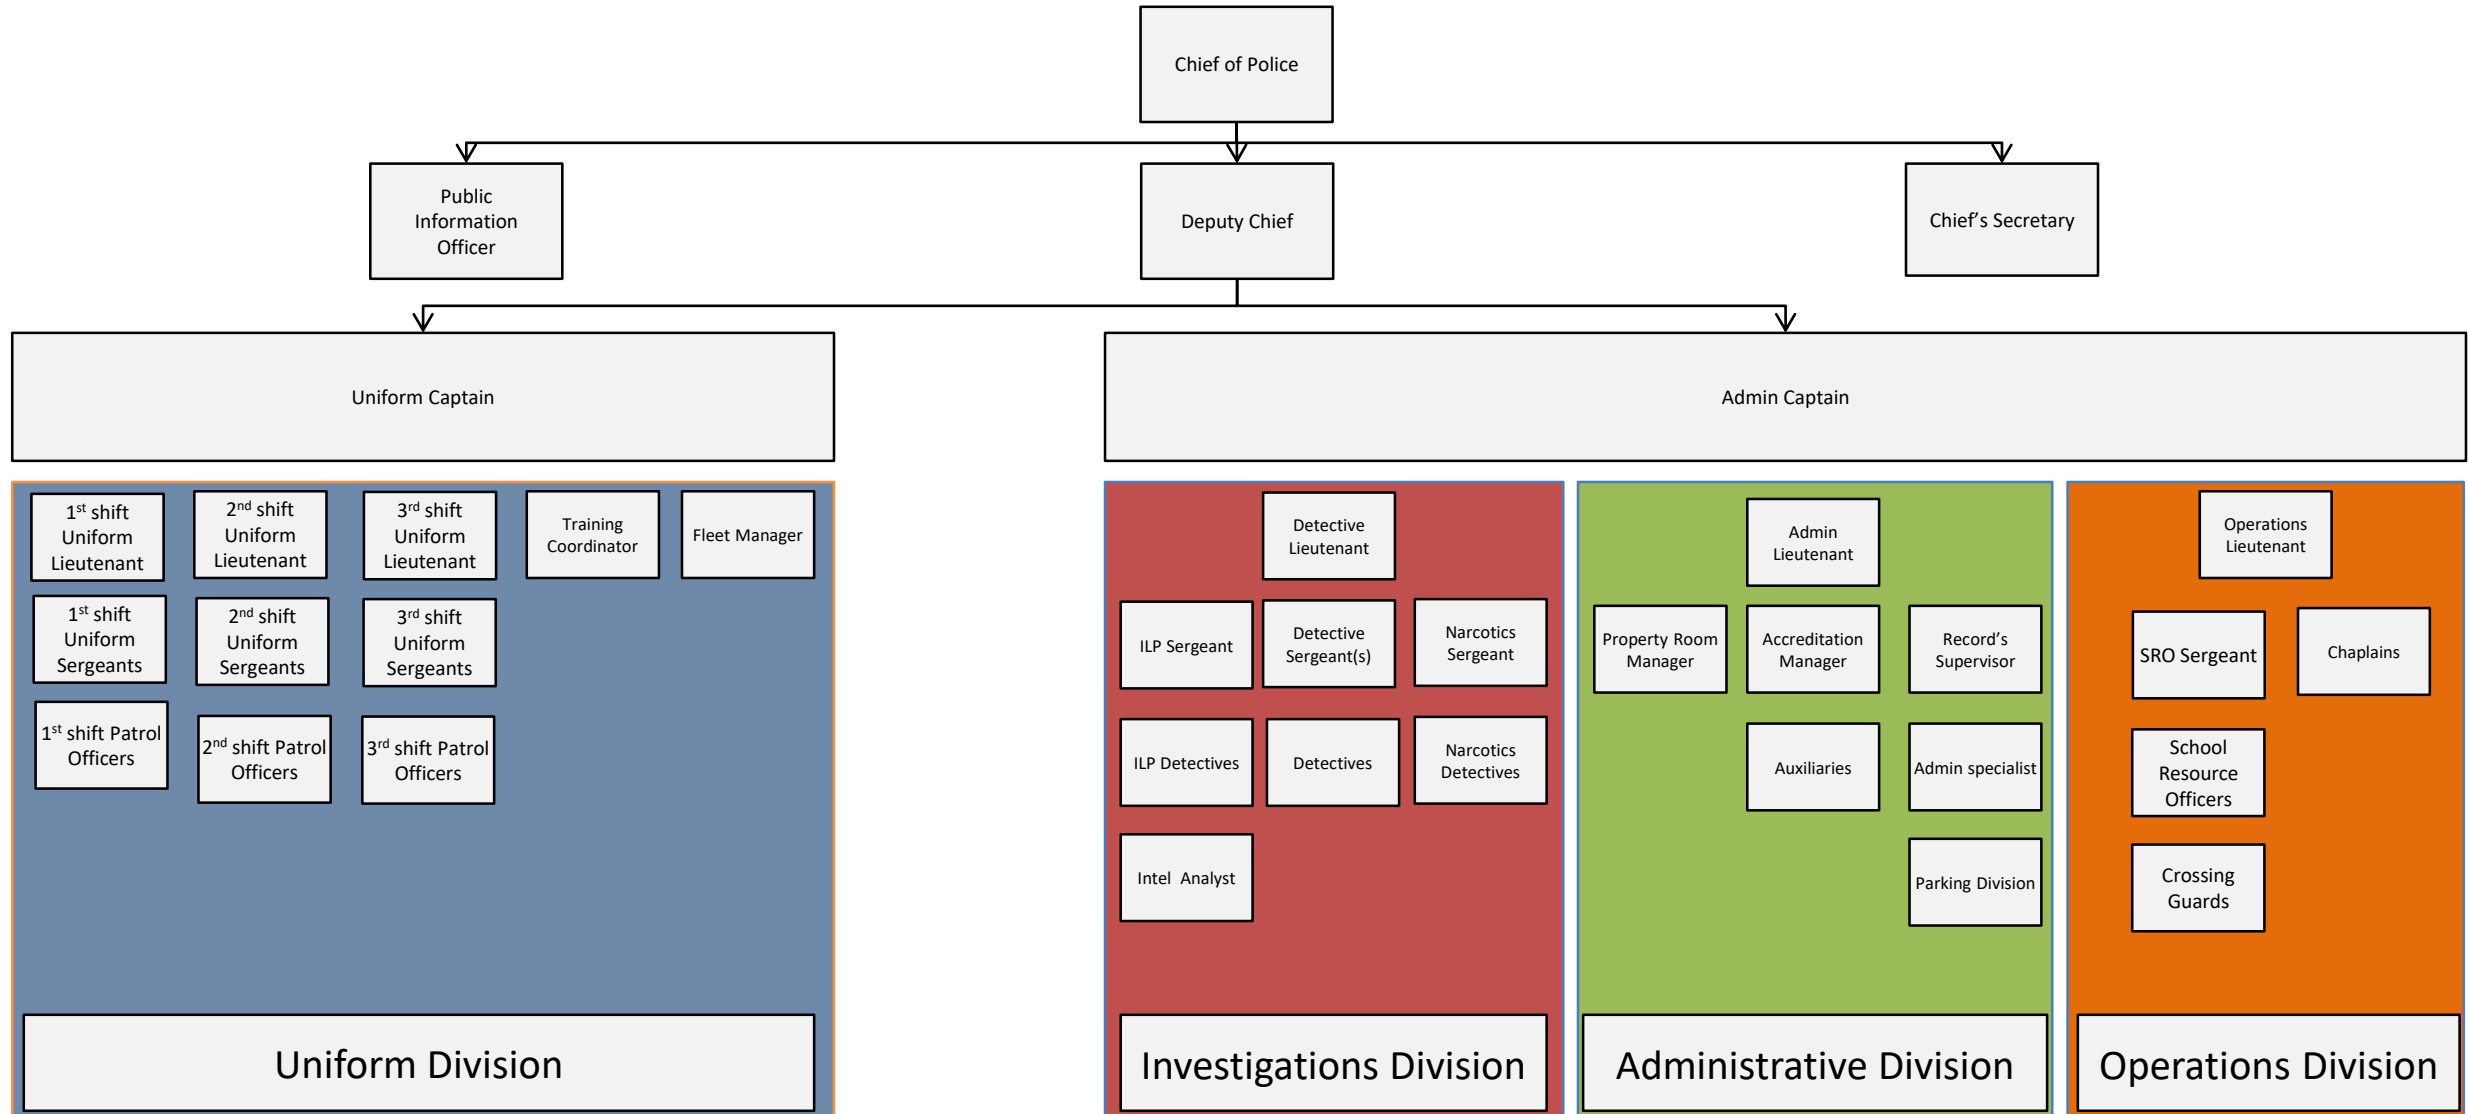 Chief of Police
Public
Information
Officer
Deputy Chief
Chief’s Secretary
Uniform Captain
Admin Captain
1st shift
Uniform
Lieutenant
2nd shift
Uniform
Lieutenant
3rd shift
Uniform
Lieutenant
Training
Coordinator
Fleet Manager
1st shift
Uniform
Sergeants
2nd shift
Uniform
Sergeants
3rd shift
Uniform
Sergeants
1st shift Patrol
Officers
2nd shift Patrol
Officers
3rd shift Patrol
Officers
Uniform Division
Detective
Lieutenant
ILP Sergeant
Detective
Sergeant(s)
Narcotics
Sergeant
ILP Detectives
Detectives
Narcotics
Detectives
Intel Analyst
Investigations Division
Admin
Lieutenant
Property Room
Manager
Accreditation
Manager
Record’s
Supervisor
Auxiliaries
Admin specialist
Parking Division
Administrative Division
Operations
Lieutenant
SRO Sergeant
Chaplains
School
Resource
Officers
Crossing
Guards
Operations Division